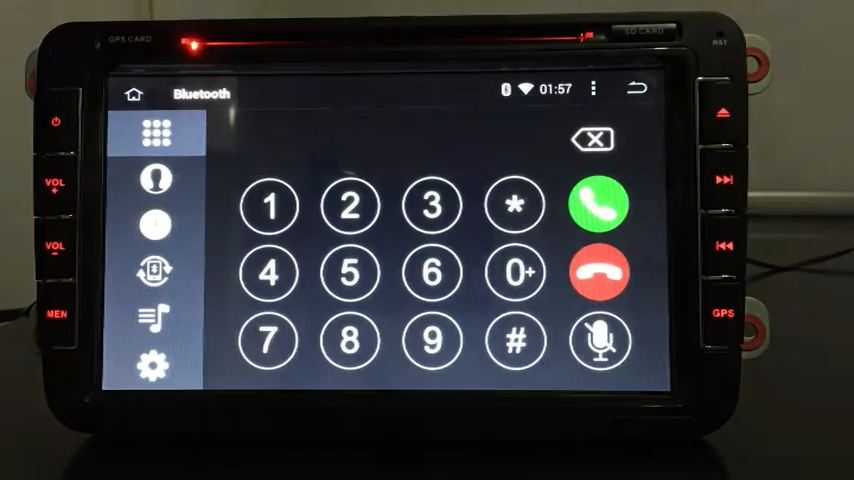 GPS CARD
SD CARD
RST
Bluetooth 01:57
VOL
+
VOL
-
MEN
GPS
1 2 3 *
4 5 6 0+
7 8 9 #